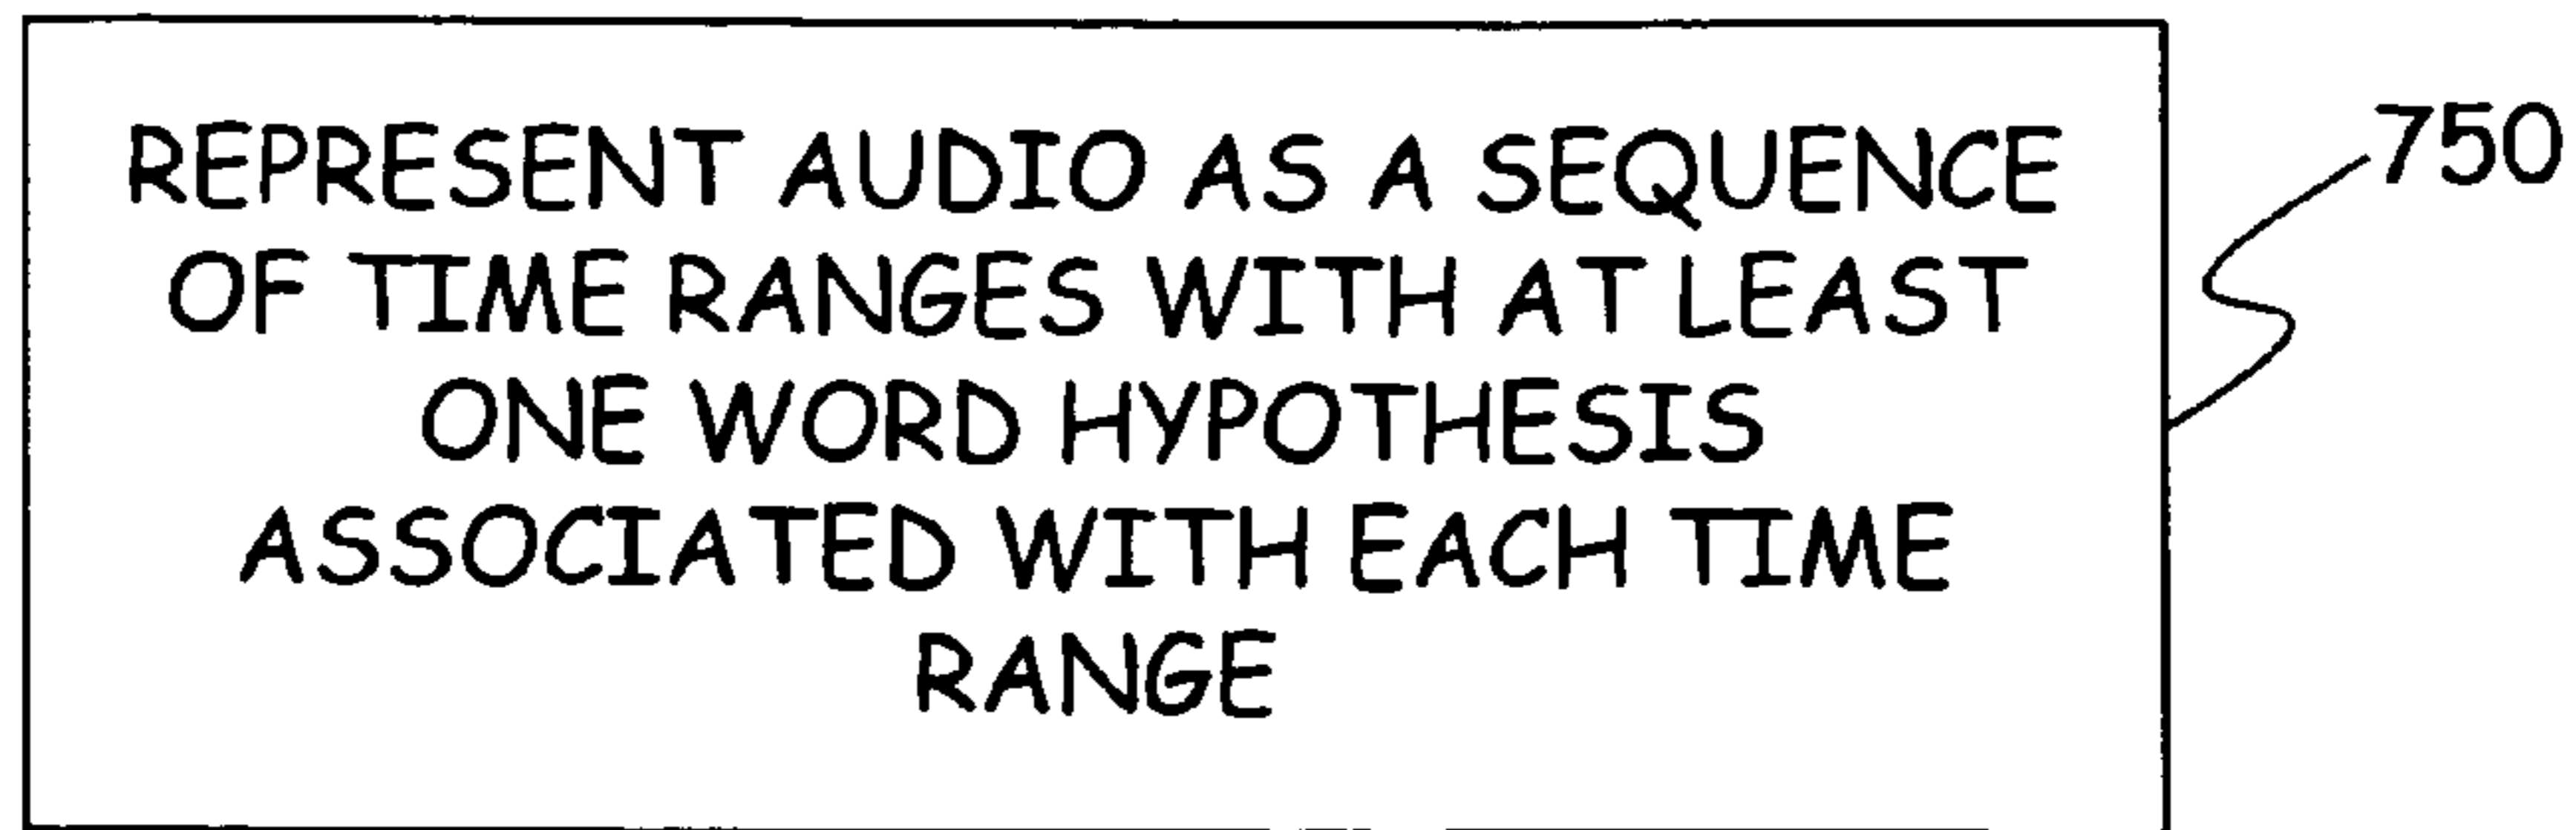 REPRESENT AUDIO AS A SEQUENCE
OF TIME RANGES WITH AT LEAST
ONE WORD HYPOTHESIS
ASSOCIATED WITH EACH TIME
RANGE
750